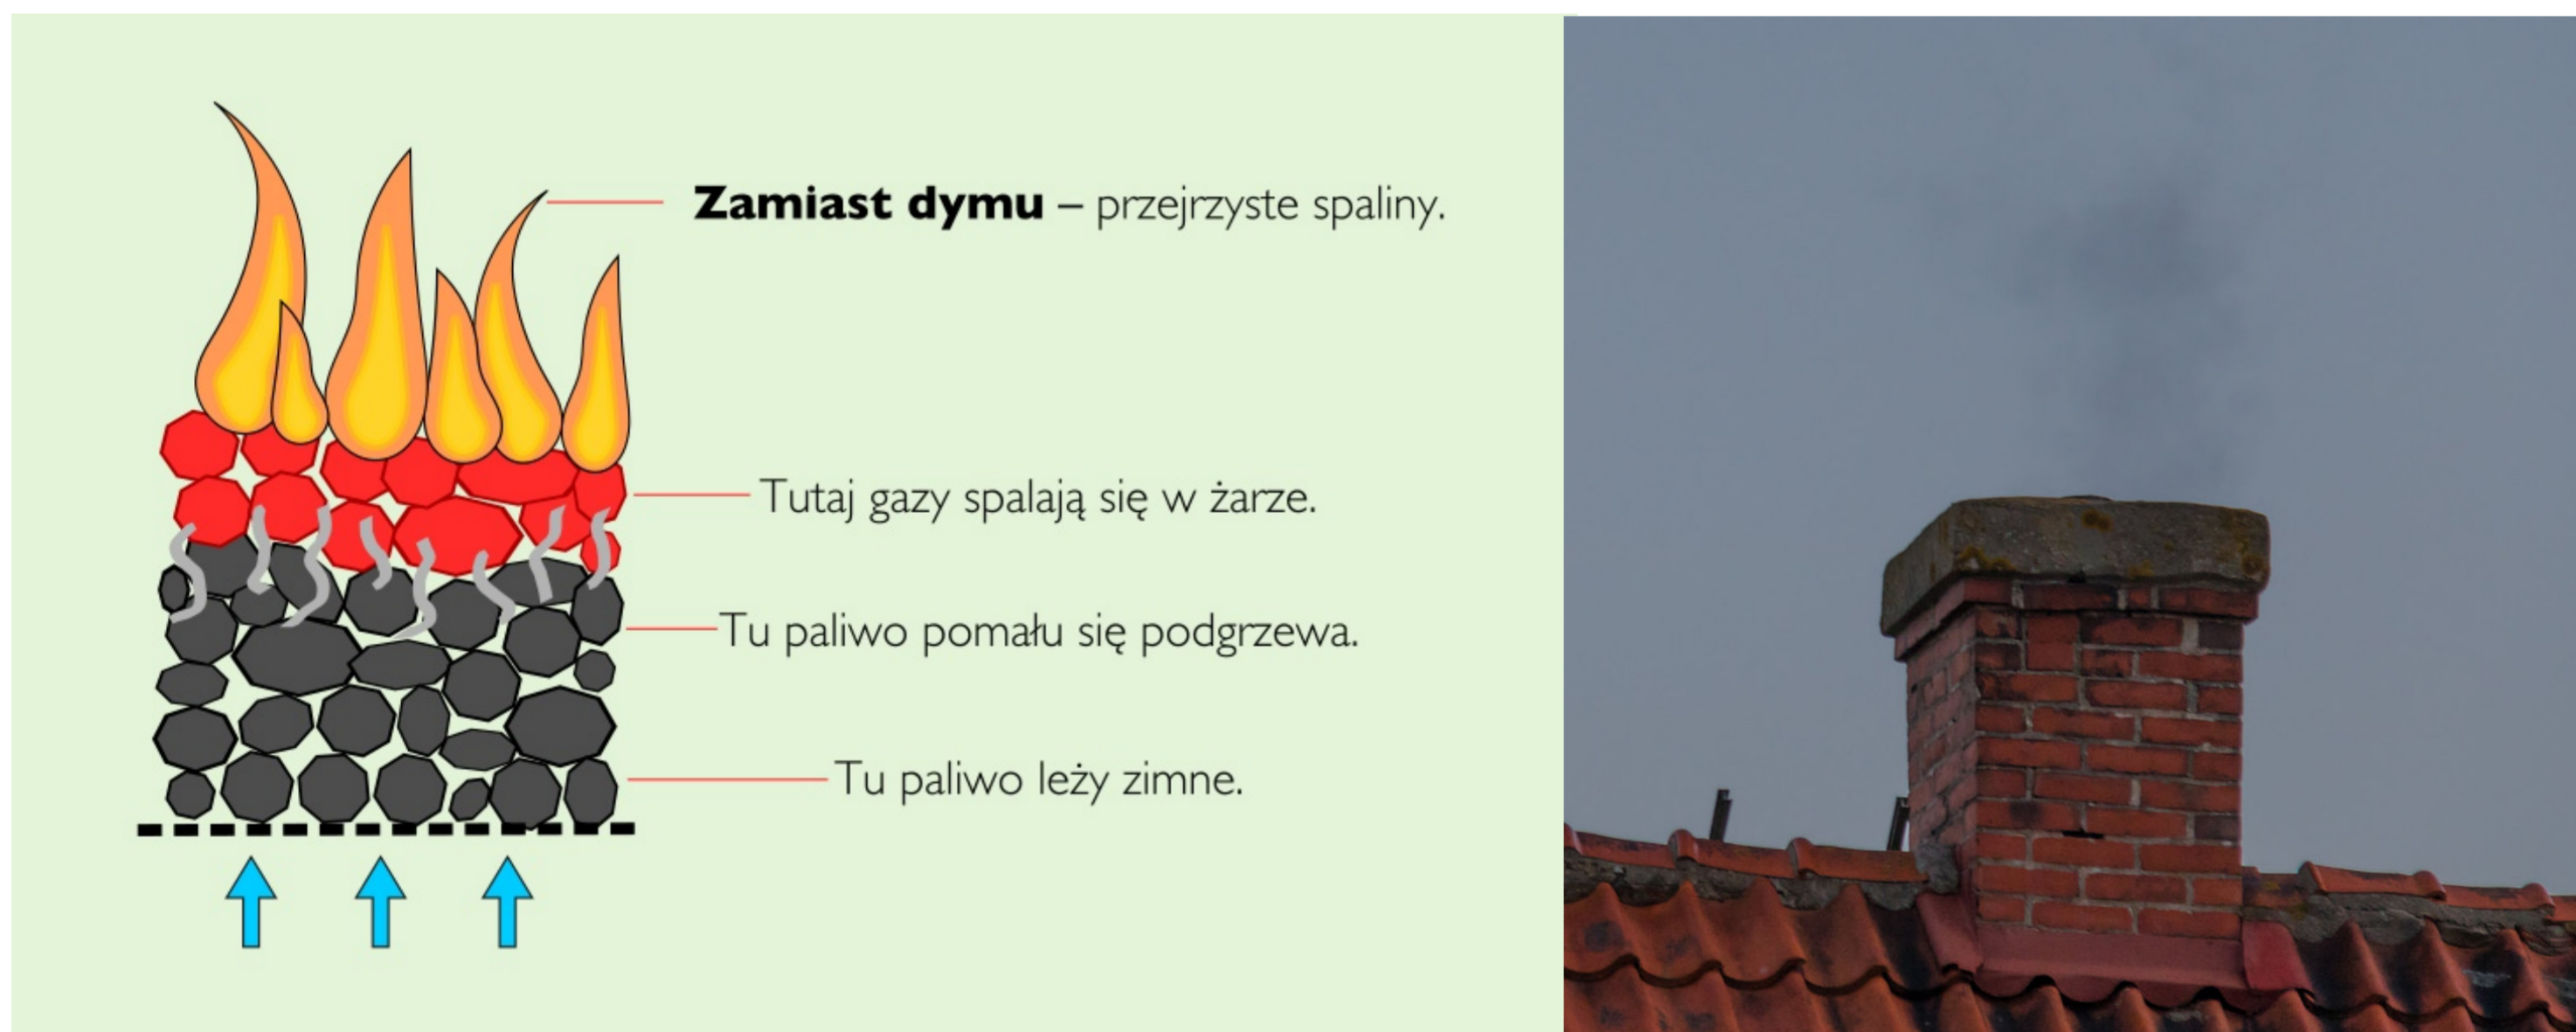 Zamiast dymu – przejrzyste spaliny.
Tutaj gazy spalają się w żarze.
Tu paliwo pomału się podgrzewa.
Tu paliwo leży zimne.